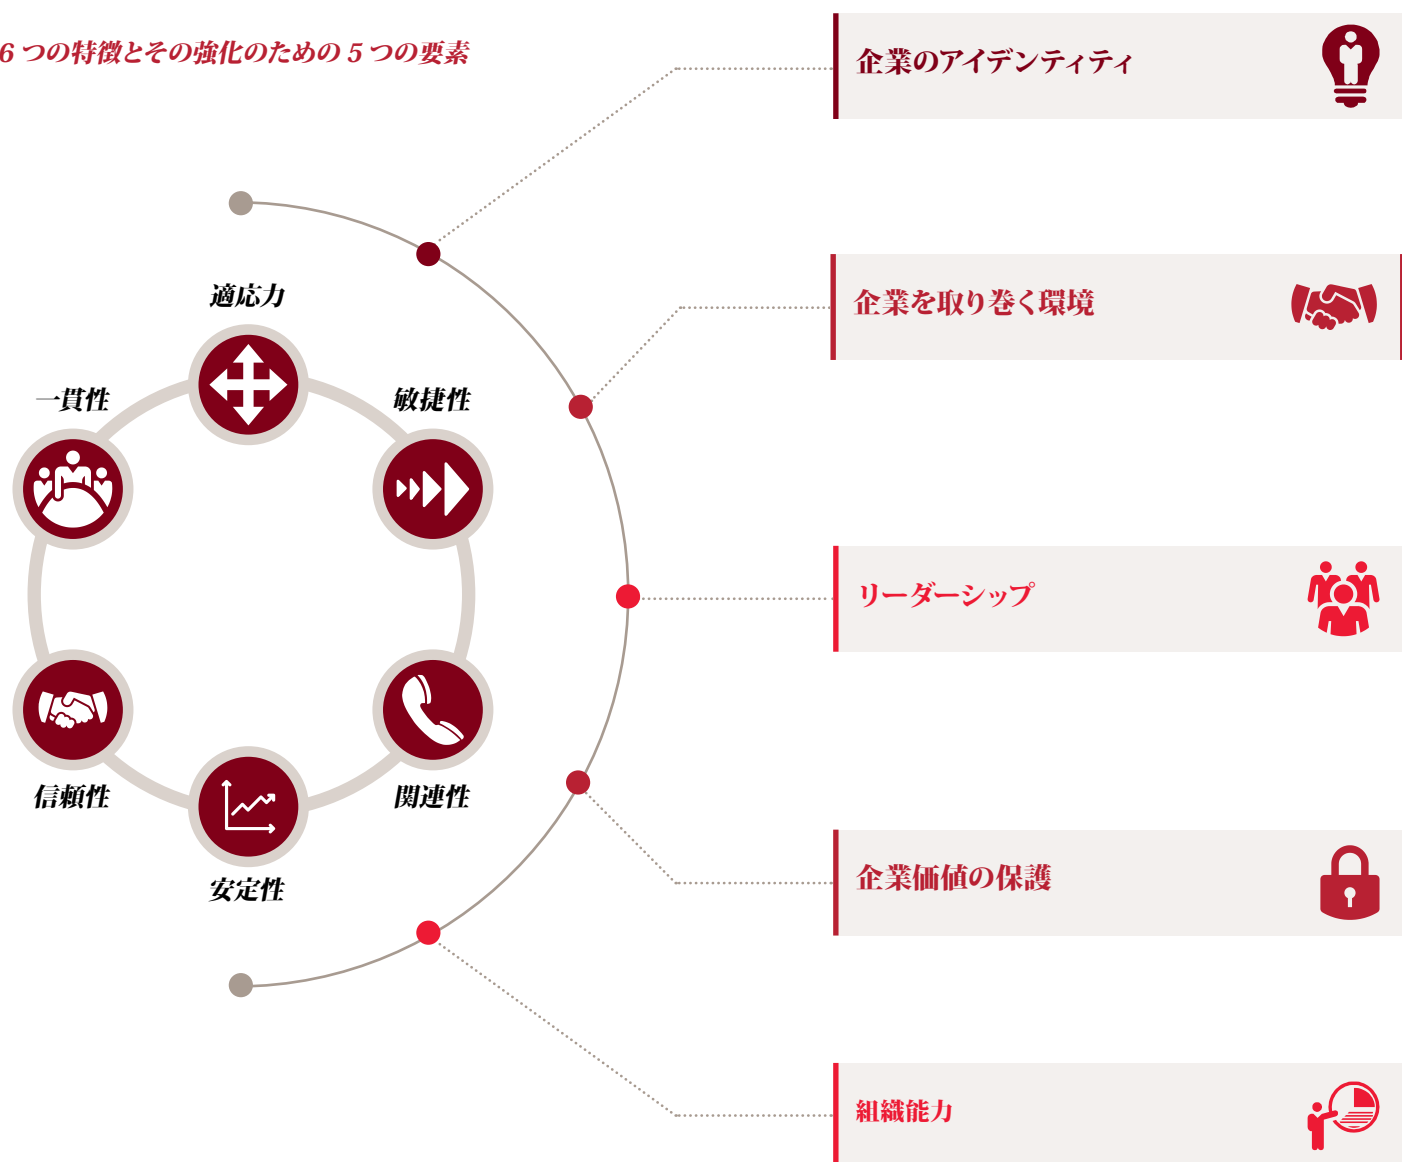 6 つの特徴とその強化のための 5 つの要素
企業のアイデンティティ
適応力
企業を取り巻く環境
一貫性
敏捷性
リーダーシップ
信頼性
関連性
安定性
企業価値の保護
組織能力